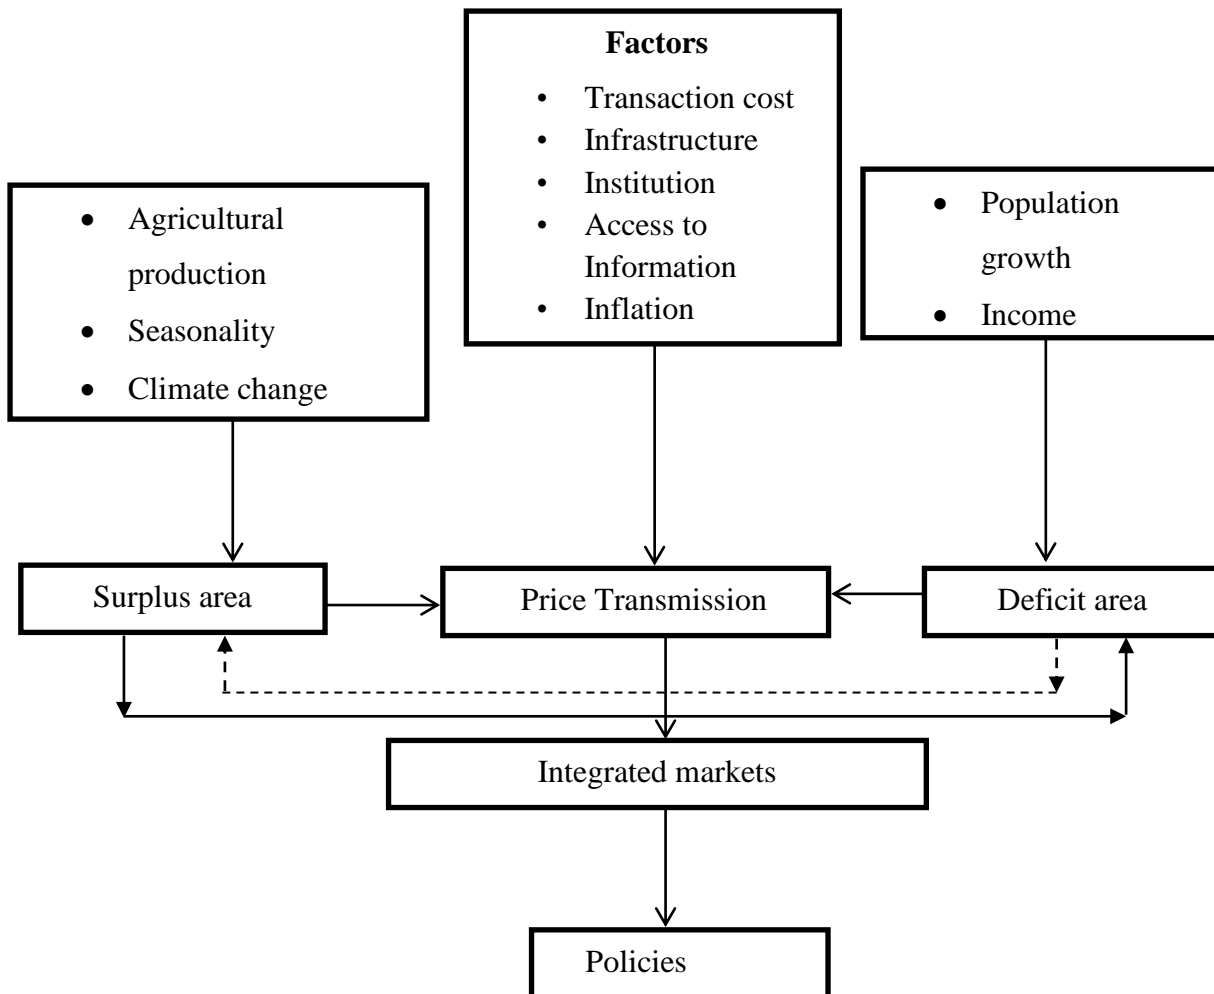 Factors
• Transaction cost
• Infrastructure
• Institution
• Access to
Information
• Inflation
• Agricultural
production
• Seasonality
• Climate change
• Population
growth
• Income
Surplus area
Price Transmission
Deficit area
Integrated markets
Policies